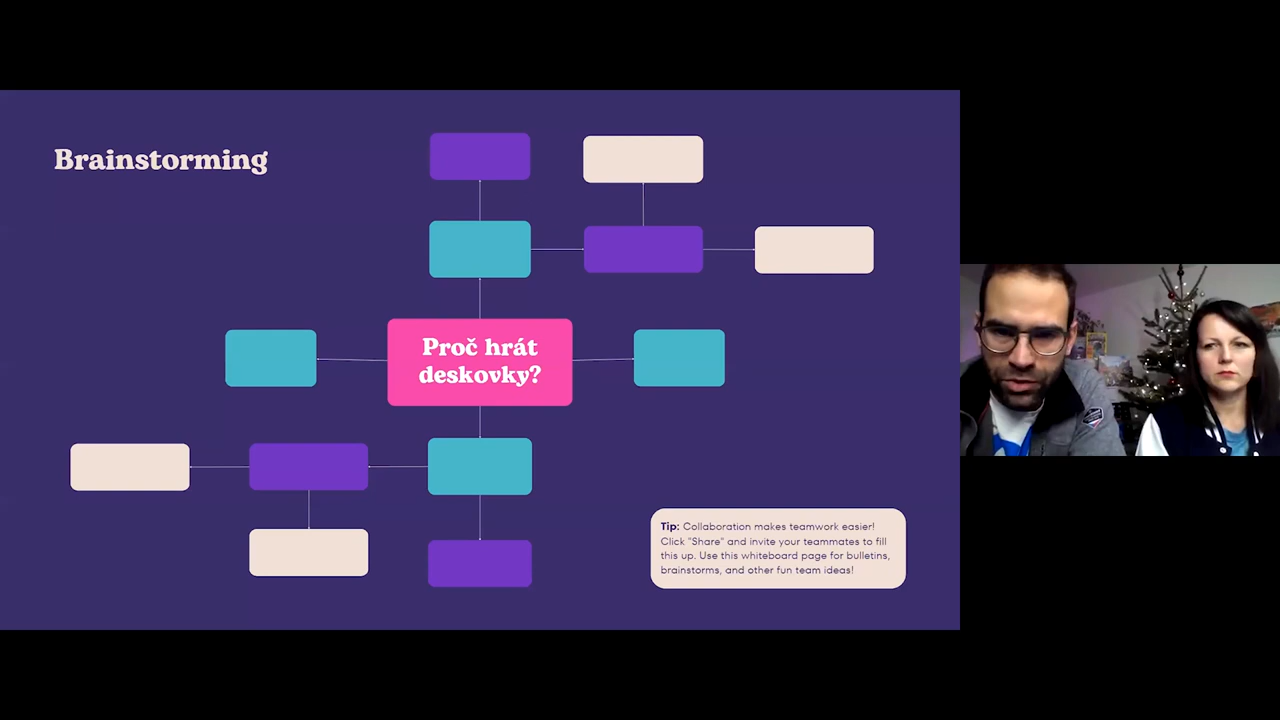 Brainstorming
Proč hrát
deskovky?
Tip: Collaboration makes teamwork easier!
Click "Share" and invite your teammates to fill
this up. Use this whiteboard page for bulletins,
brainstorms, and other fun team ideas!